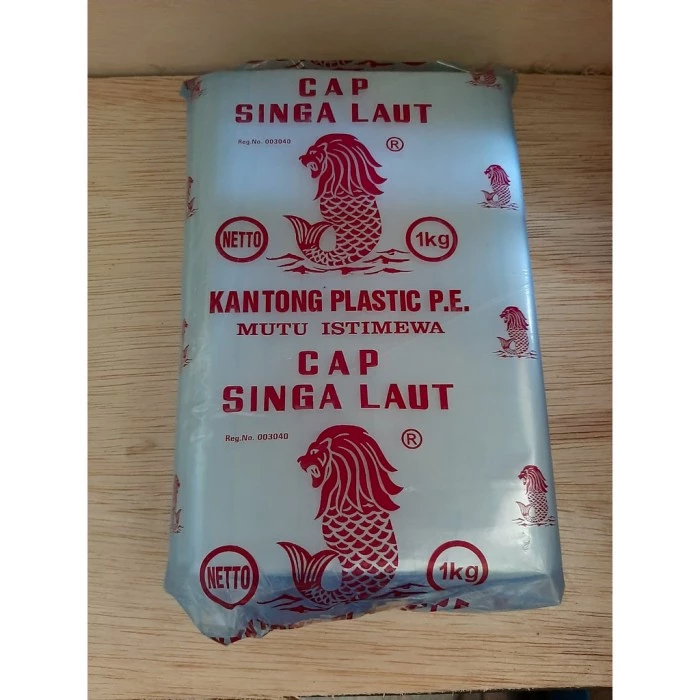 CAP
SINGA LAUT
Reg.No. 003040
®
NETTO
1kg
KANTONG PLASTIC P.E.
MUTU ISTIMEWA
CAP
SINGA LAUT
Reg.No. 003040
®
NETTO
1kg